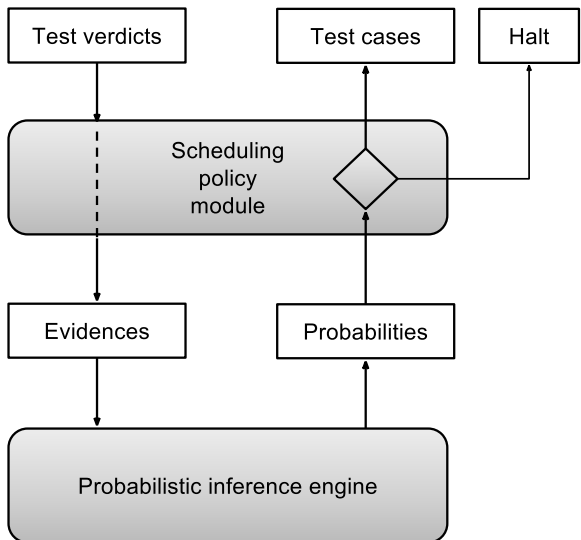 Test verdicts
Test cases
Halt
Scheduling
policy
module
Evidences
Probabilities
Probabilistic inference engine